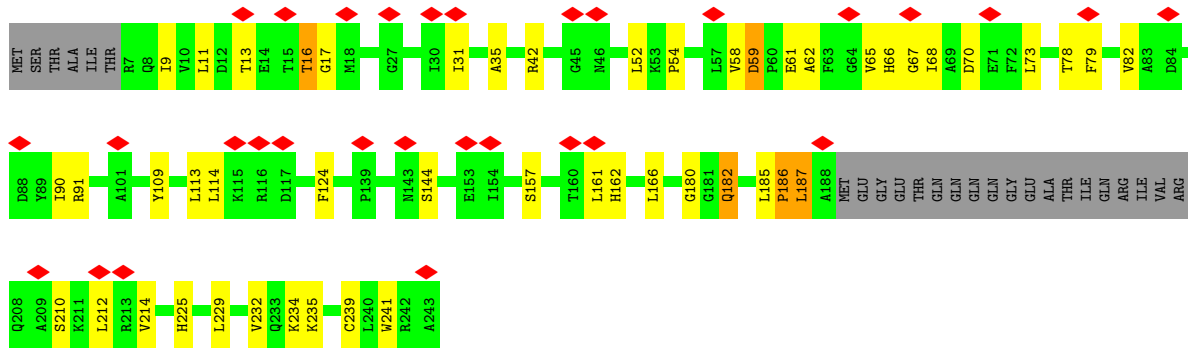 MET SER THR ALA ILE THR R7 Q8 I9 V10 L11 D12 T13 E14 T15 T16 G17 M18 G27 I30 I31 A35 R42 G45 N46 L52 K53 P54 L57 V58 D59 P60 E61 A62 F63 G64 V65 H66 G67 I68 A69 D70 E71 F72 L73 T78 F79 V82 A83 D84
D88 Y89 I90 R91 A101 Y109 L113 L114 K115 R116 D117 F124 P139 N143 S144 E153 I154 S157 T160 L161 H162 L166 G180 G181 Q182 L185 P186 L187 A188 MET GLU GLY GLU THR GLN GLN GLN GLN GLY GLU ALA THR ILE GLN ARG ILE VAL ARG
Q208 A209 S210 K211 L212 R213 V214 H225 L229 V232 Q233 K234 K235 C239 L240 W241 R242 A243